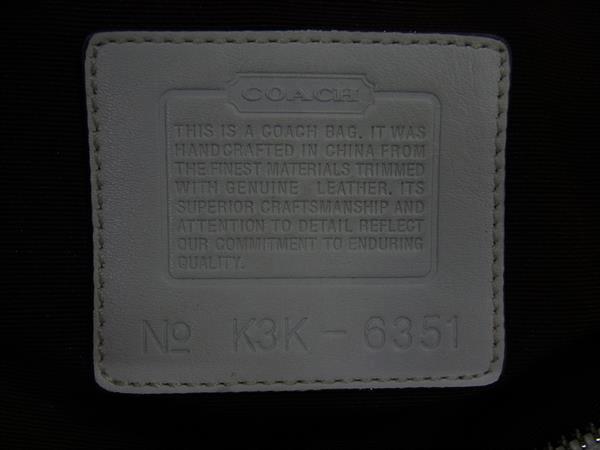 COACH
THIS IS A COACH BAG. IT WAS
HANDCRAFTED IN CHINA FROM
THE FINEST MATERIALS TRIMMED
WITH GENUINE LEATHER. ITS
SUPERIOR CRAFTSMANSHIP AND
ATTENTION TO DETAIL REFLECT
OUR COMMITMENT TO ENDURING
QUALITY.
No K3K - 6351